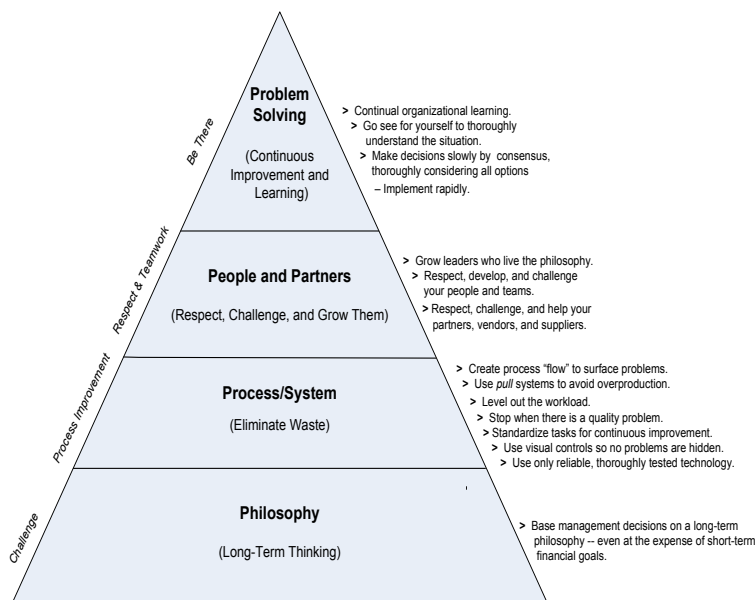 Problem
Solving
(Continuous
Improvement and
Learning)
Be There
> Continual organizational learning.
> Go see for yourself to thoroughly
understand the situation.
> Make decisions slowly by consensus,
thoroughly considering all options
– Implement rapidly.
People and Partners
(Respect, Challenge, and Grow Them)
Respect & Teamwork
> Grow leaders who live the philosophy.
> Respect, develop, and challenge
your people and teams.
> Respect, challenge, and help your
partners, vendors, and suppliers.
Process/System
(Eliminate Waste)
Process Improvement
> Create process “flow” to surface problems.
> Use pull systems to avoid overproduction.
> Level out the workload.
> Stop when there is a quality problem.
> Standardize tasks for continuous improvement.
> Use visual controls so no problems are hidden.
> Use only reliable, thoroughly tested technology.
Philosophy
(Long-Term Thinking)
Challenge
> Base management decisions on a long-term
philosophy -- even at the expense of short-term
financial goals.